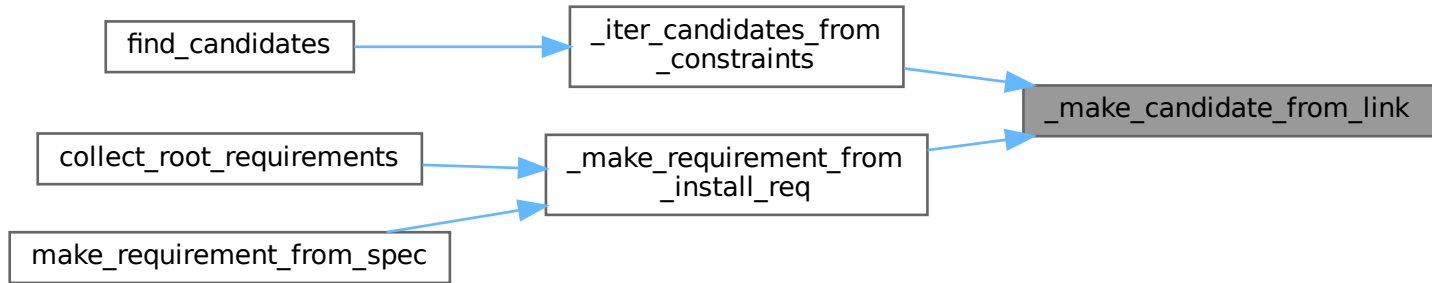 find_candidates
_iter_candidates_from
_constraints
_make_candidate_from_link
collect_root_requirements
_make_requirement_from
_install_req
make_requirement_from_spec